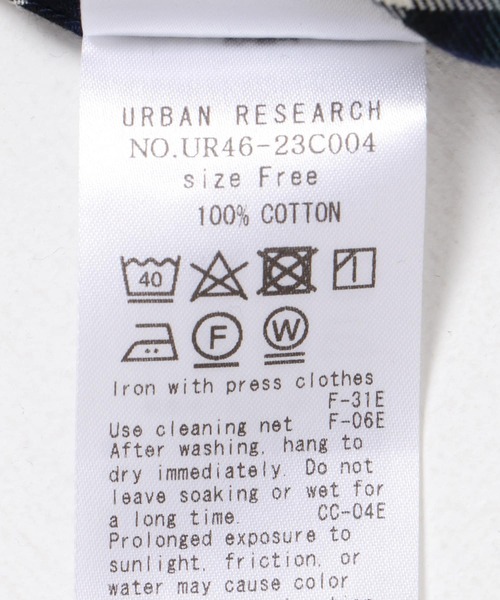 URBAN RESEARCH
NO.UR46-23C004
size Free
100% COTTON
40
F W
Iron with press clothes
F-31E
Use cleaning net F-06E
After washing, hang to
dry immediately. Do not
leave soaking or wet for
a long time. CC-04E
Prolonged exposure to
sunlight, friction, or
water may cause color